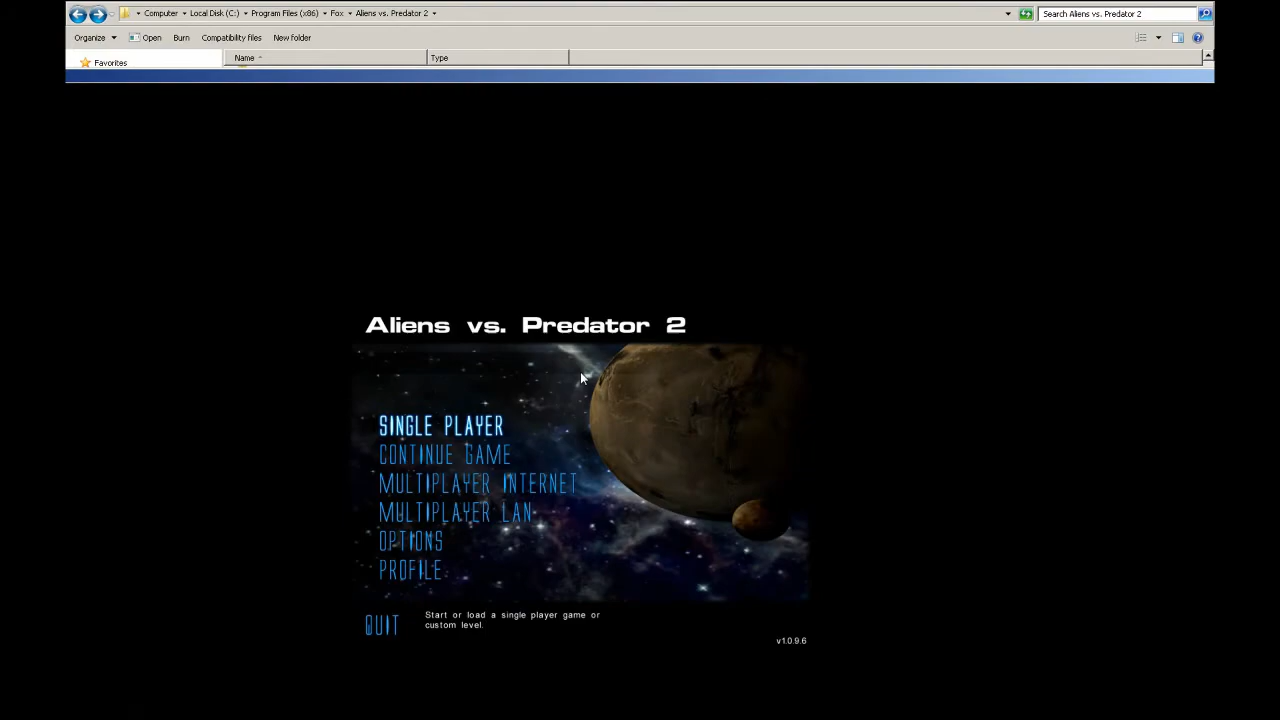 Computer Local Disk (C:) Program Files (x86) Fox Aliens vs. Predator 2
Search Aliens vs. Predator 2
Organize Open Burn Compatibility files New folder
Favorites
Name Type
Aliens vs. Predator 2
SINGLE PLAYER
CONTINUE GAME
MULTIPLAYER INTERNET
MULTIPLAYER LAN
OPTIONS
PROFILE
QUIT
Start or load a single player game or
custom level.
v1.0.9.6